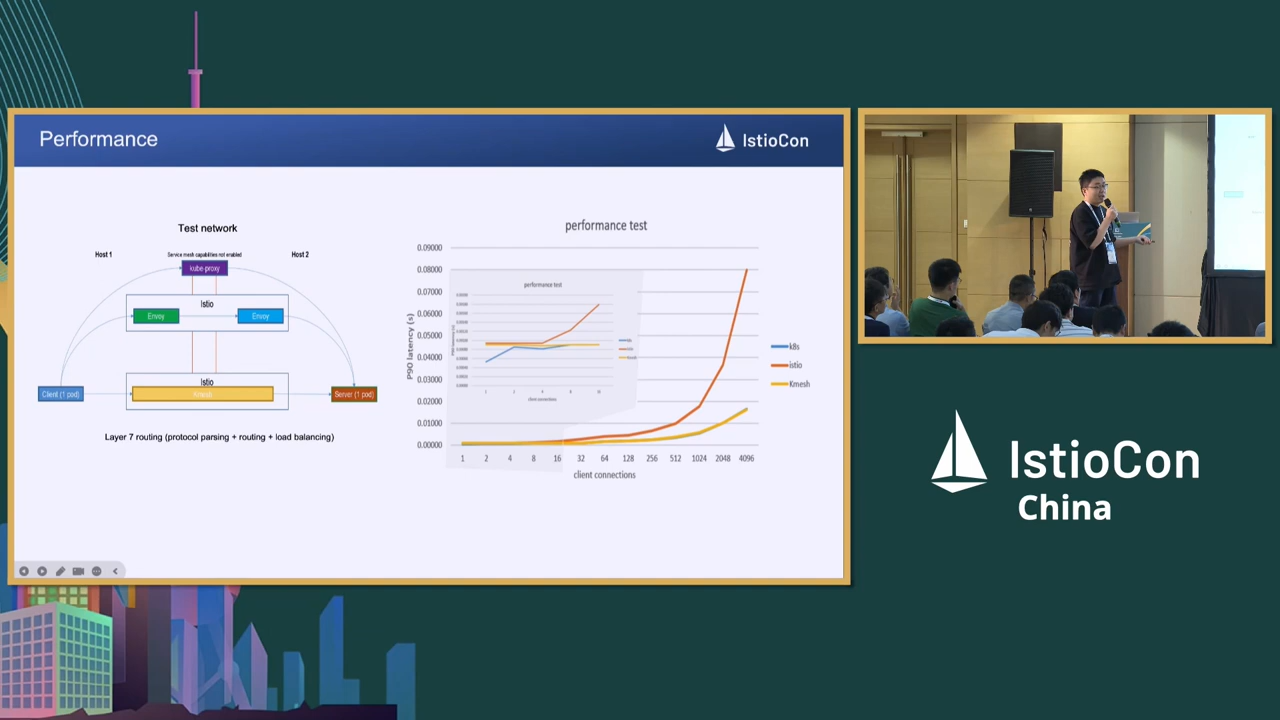 Performance
IstioCon
Test network
Host 1
Service mesh capabilities not enabled
Host 2
kube-proxy
Istio
Envoy
Envoy
Istio
Client (1 pod)
Kmesh
Server (1 pod)
Layer 7 routing (protocol parsing + routing + load balancing)
performance test
0.09000
0.08000
0.07000
0.06000
0.05000
0.04000
0.03000
0.02000
0.01000
0.00000
P90 latency (s)
performance test
client connections
1 2 4 8 16 32 64 128 256 512 1024 2048 4096
client connections
k8s
istio
Kmesh
IstioCon
China